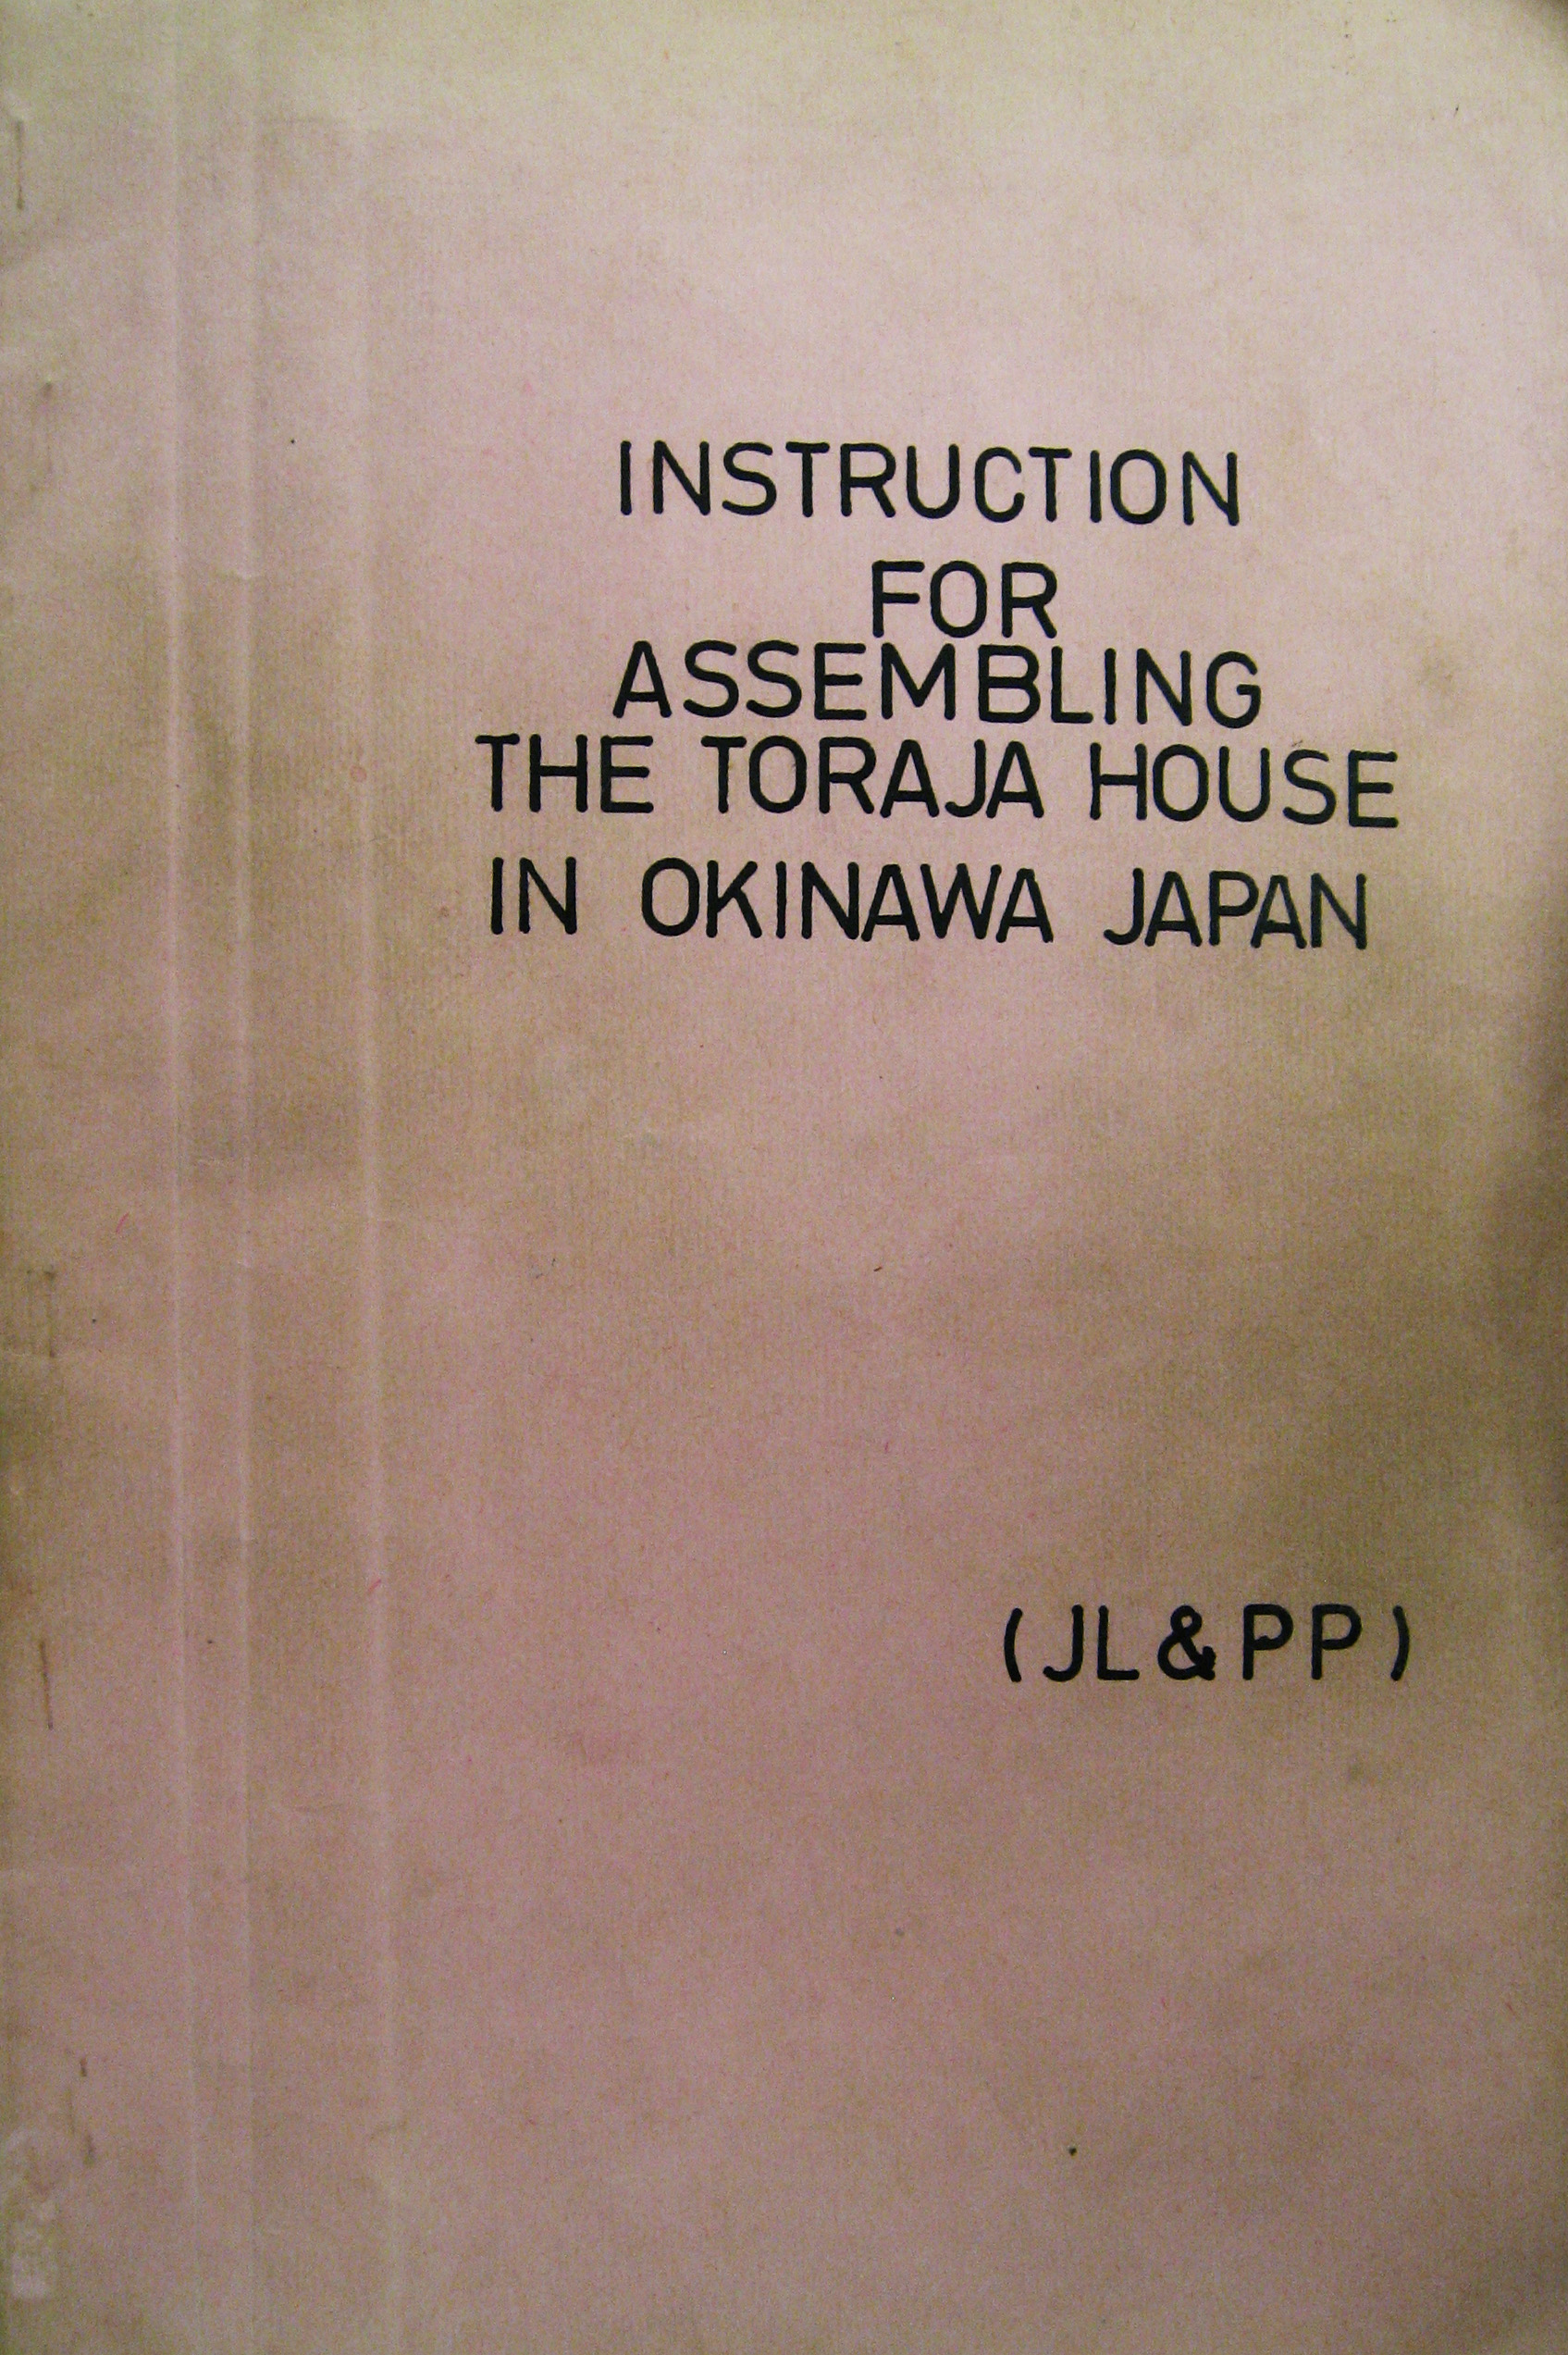 INSTRUCTION
FOR
ASSEMBLING
THE TORAJA HOUSE
IN OKINAWA JAPAN
(JL&PP)